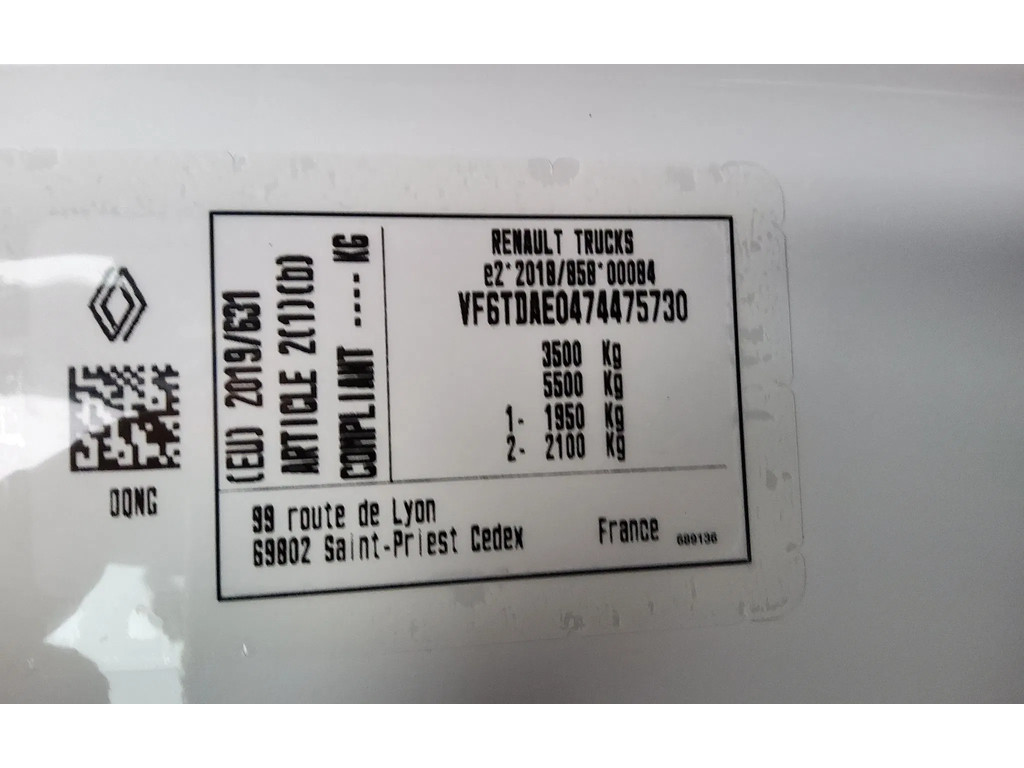 (EU) 2019/631
ARTICLE 2(1)(b)
COMPLIANT ---- KG
RENAULT TRUCKS
e2*2018/858*00084
VF6TDAE0474475730
3500 Kg
5500 Kg
1- 1950 Kg
2- 2100 Kg
99 route de Lyon
69802 Saint-Priest Cedex
France
689136
DQNG